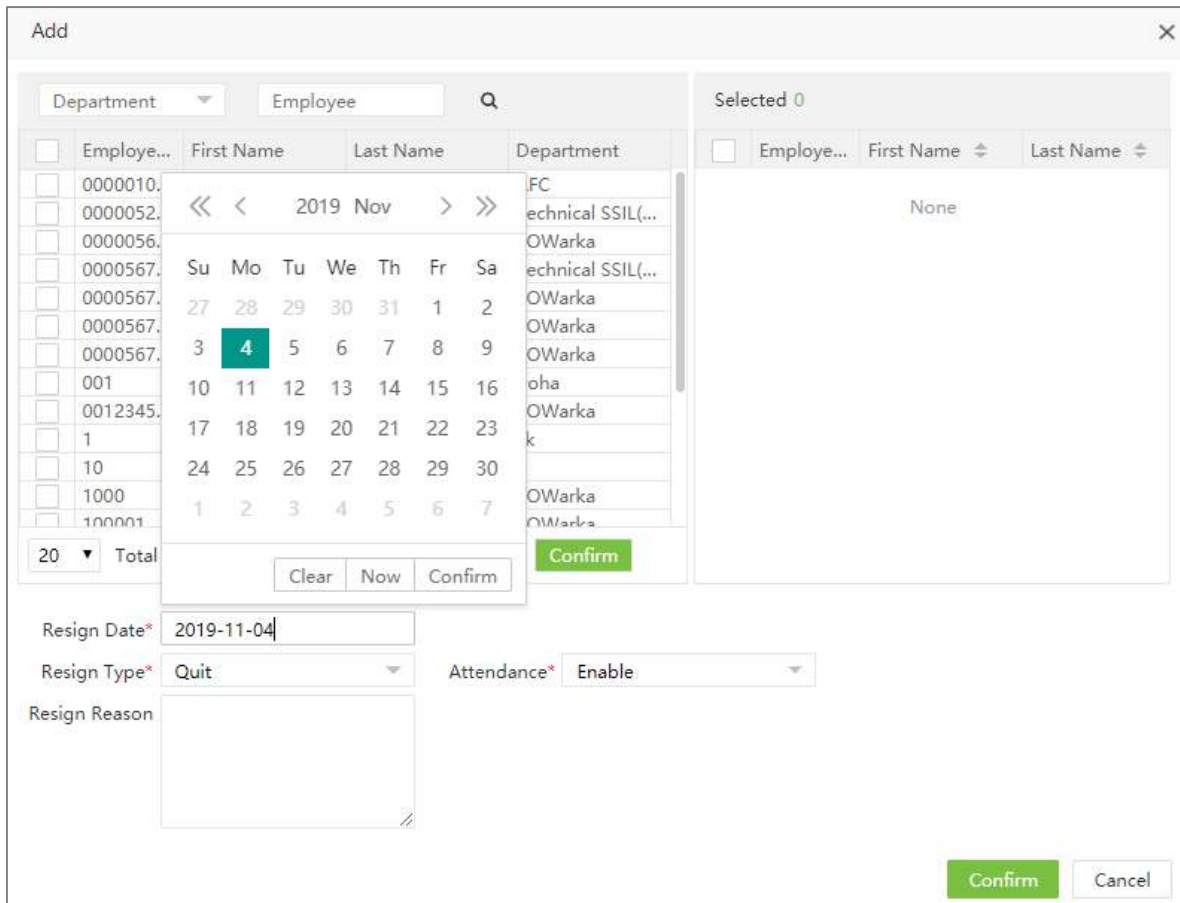 Add
Department Employee Selected 0
Employe... First Name Last Name Department Employe... First Name Last Name
0000010. .FC
0000052. echnical SSIL(...
0000056. OWarka
0000567. echnical SSIL(...
0000567. OWarka
0000567. OWarka
0000567. OWarka
001 oha
0012345. OWarka
1 k
10
1000 OWarka
100001 OWarka
None
2019 Nov
Su Mo Tu We Th Fr Sa
27 28 29 30 31 1 2
3 4 5 6 7 8 9
10 11 12 13 14 15 16
17 18 19 20 21 22 23
24 25 26 27 28 29 30
1 2 3 4 5 6 7
Clear Now Confirm
20 Total Confirm
Resign Date* 2019-11-04
Resign Type* Quit Attendance* Enable
Resign Reason
Confirm Cancel